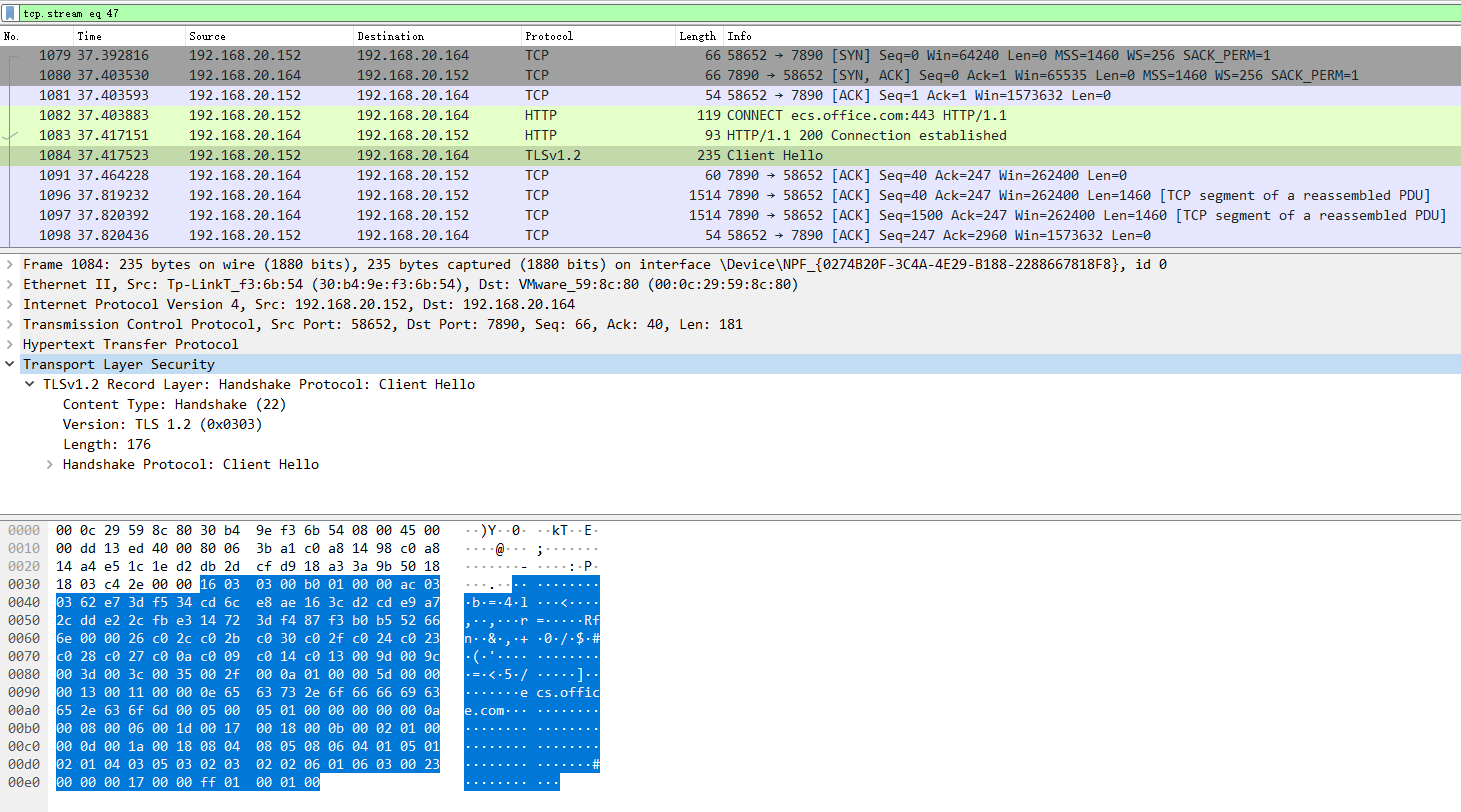 tcp.stream eq 47
No. Time Source Destination Protocol Length Info
1079 37.392816 192.168.20.152 192.168.20.164 TCP 66 58652 → 7890 [SYN] Seq=0 Win=64240 Len=0 MSS=1460 WS=256 SACK_PERM=1
1080 37.403530 192.168.20.164 192.168.20.152 TCP 66 7890 → 58652 [SYN, ACK] Seq=0 Ack=1 Win=65535 Len=0 MSS=1460 WS=256 SACK_PERM=1
1081 37.403593 192.168.20.152 192.168.20.164 TCP 54 58652 → 7890 [ACK] Seq=1 Ack=1 Win=1573632 Len=0
1082 37.403883 192.168.20.152 192.168.20.164 HTTP 119 CONNECT ecs.office.com:443 HTTP/1.1
1083 37.417151 192.168.20.164 192.168.20.152 HTTP 93 HTTP/1.1 200 Connection established
1084 37.417523 192.168.20.152 192.168.20.164 TLSv1.2 235 Client Hello
1091 37.464228 192.168.20.164 192.168.20.152 TCP 60 7890 → 58652 [ACK] Seq=40 Ack=247 Win=262400 Len=0
1096 37.819232 192.168.20.164 192.168.20.152 TCP 1514 7890 → 58652 [ACK] Seq=40 Ack=247 Win=262400 Len=1460 [TCP segment of a reassembled PDU]
1097 37.820392 192.168.20.164 192.168.20.152 TCP 1514 7890 → 58652 [ACK] Seq=1500 Ack=247 Win=262400 Len=1460 [TCP segment of a reassembled PDU]
1098 37.820436 192.168.20.152 192.168.20.164 TCP 54 58652 → 7890 [ACK] Seq=247 Ack=2960 Win=1573632 Len=0
Frame 1084: 235 bytes on wire (1880 bits), 235 bytes captured (1880 bits) on interface \Device\NPF_{0274B20F-3C4A-4E29-B188-2288667818F8}, id 0
Ethernet II, Src: Tp-LinkT_f3:6b:54 (30:b4:9e:f3:6b:54), Dst: VMware_59:8c:80 (00:0c:29:59:8c:80)
Internet Protocol Version 4, Src: 192.168.20.152, Dst: 192.168.20.164
Transmission Control Protocol, Src Port: 58652, Dst Port: 7890, Seq: 66, Ack: 40, Len: 181
Hypertext Transfer Protocol
Transport Layer Security
TLSv1.2 Record Layer: Handshake Protocol: Client Hello
Content Type: Handshake (22)
Version: TLS 1.2 (0x0303)
Length: 176
Handshake Protocol: Client Hello
0000 00 0c 29 59 8c 80 30 b4 9e f3 6b 54 08 00 45 00 ··)Y··0· ··kT··E·
0010 00 dd 13 ed 40 00 80 06 3b a1 c0 a8 14 98 c0 a8 ····@··· ;·······
0020 14 a4 e5 1c 1e d2 db 2d cf d9 18 a3 3a 9b 50 18 ·······- ····:·P·
0030 18 03 c4 2e 00 00 16 03 03 00 b0 01 00 00 ac 03 ···.···· ········
0040 03 62 e7 3d f5 34 cd 6c e8 ae 16 3c d2 cd e9 a7 ·b·=·4·l ···<····
0050 2c dd e2 2c fb e3 14 72 3d f4 87 f3 b0 b5 52 66 ,··,···r =·····Rf
0060 6e 00 00 26 c0 2c c0 2b c0 30 c0 2f c0 24 c0 23 n··&·,·+ ·0·/·$·#
0070 c0 28 c0 27 c0 0a c0 09 c0 14 c0 13 00 9d 00 9c ·(·'···· ········
0080 00 3d 00 3c 00 35 00 2f 00 0a 01 00 00 5d 00 00 ·=·<·5·/ ·····]··
0090 00 13 00 11 00 00 0e 65 63 73 2e 6f 66 66 69 63 ·······e cs.offic
00a0 65 2e 63 6f 6d 00 05 00 05 01 00 00 00 00 00 0a e.com··· ········
00b0 00 08 00 06 00 1d 00 17 00 18 00 0b 00 02 01 00 ········ ········
00c0 00 0d 00 1a 00 18 08 04 08 05 08 06 04 01 05 01 ········ ········
00d0 02 01 04 03 05 03 02 03 02 02 06 01 06 03 00 23 ········ ·······#
00e0 00 00 00 17 00 00 ff 01 00 01 00 ········ ···